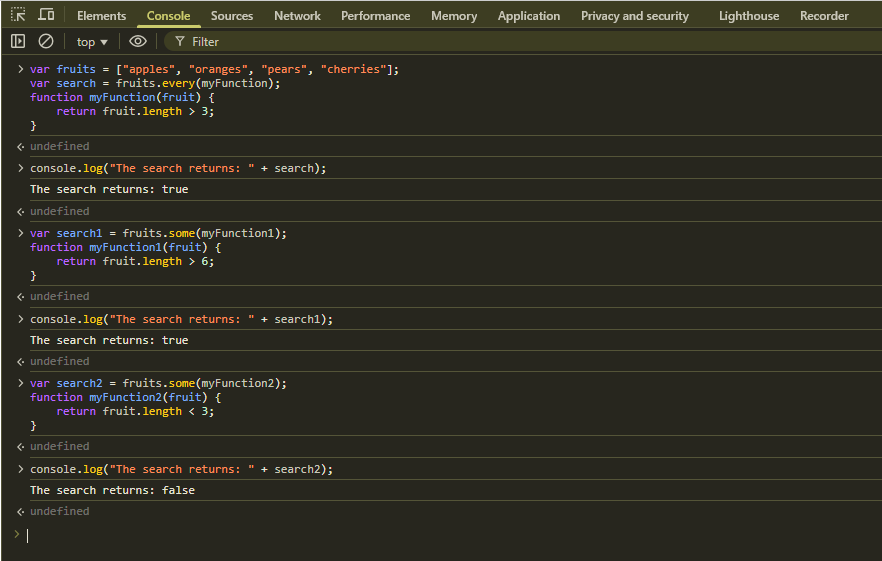 Elements Console Sources Network Performance Memory Application Privacy and security Lighthouse Recorder
top Filter
var fruits = ["apples", "oranges", "pears", "cherries"];
var search = fruits.every(myFunction);
function myFunction(fruit) {
    return fruit.length > 3;
}
undefined
console.log("The search returns: " + search);
The search returns: true
undefined
var search1 = fruits.some(myFunction1);
function myFunction1(fruit) {
    return fruit.length > 6;
}
undefined
console.log("The search returns: " + search1);
The search returns: true
undefined
var search2 = fruits.some(myFunction2);
function myFunction2(fruit) {
    return fruit.length < 3;
}
undefined
console.log("The search returns: " + search2);
The search returns: false
undefined